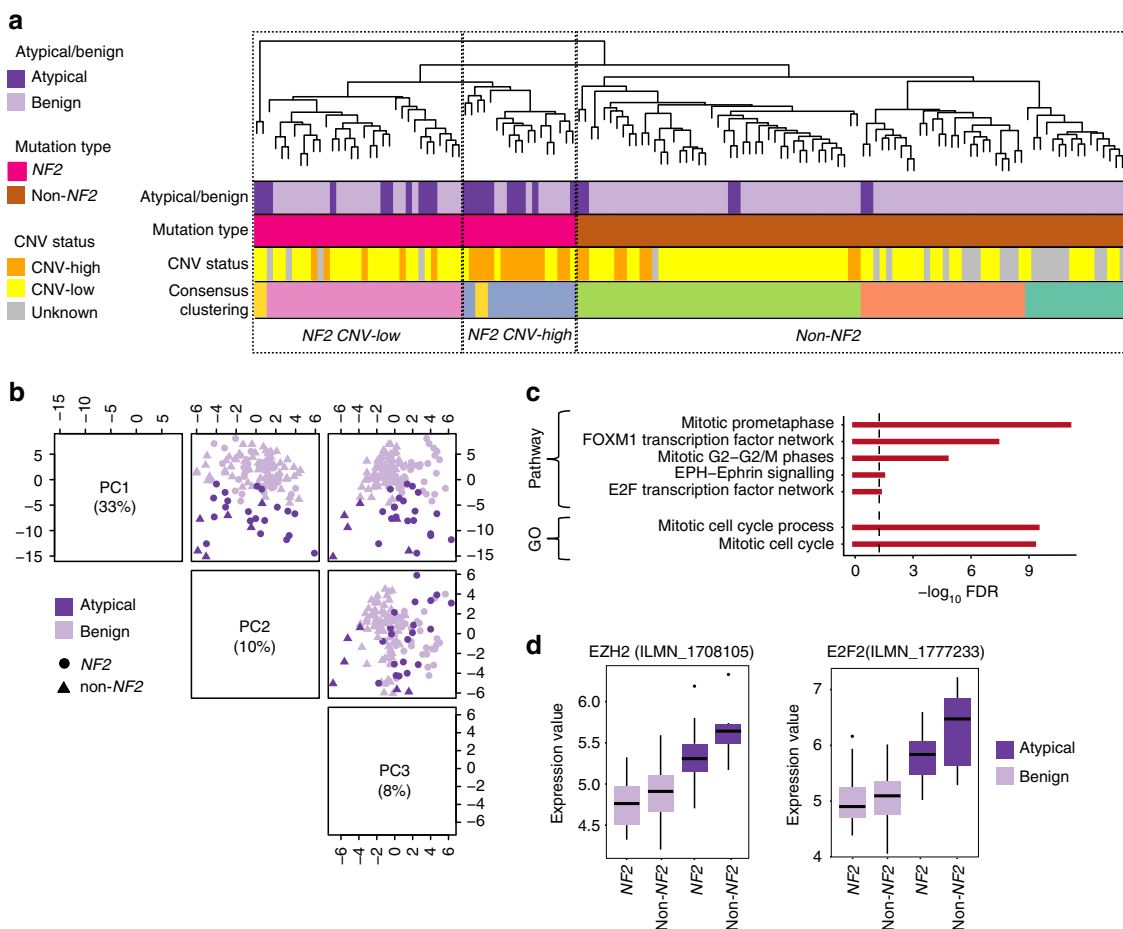 a
Atypical/benign
Atypical
Benign
Mutation type
NF2
Non-NF2
CNV status
CNV-high
CNV-low
Unknown
Atypical/benign
Mutation type
CNV status
Consensus
clustering
NF2 CNV-low
NF2 CNV-high
Non-NF2
b
−15 −10 −5 0 5
−6 −4 −2 0 2 4 6
−6 −4 −2 0 2 4 6
PC1
(33%)
5
0
−5
−10
−15
5
0
−5
−10
−15
PC2
(10%)
6
4
2
0
−2
−4
−6
PC3
(8%)
6
4
2
0
−2
−4
−6
−6 −4 −2 0 2 4 6
Atypical
Benign
NF2
non-NF2
c
Pathway
Mitotic prometaphase
FOXM1 transcription factor network
Mitotic G2−G2/M phases
EPH−Ephrin signalling
E2F transcription factor network
GO
Mitotic cell cycle process
Mitotic cell cycle
0 3 6 9
−log10 FDR
d
EZH2 (ILMN_1708105)
Expression value
6.0
5.5
5.0
4.5
NF2
Non-NF2
NF2
Non-NF2
E2F2(ILMN_1777233)
Expression value
7
6
5
4
NF2
Non-NF2
NF2
Non-NF2
Atypical
Benign